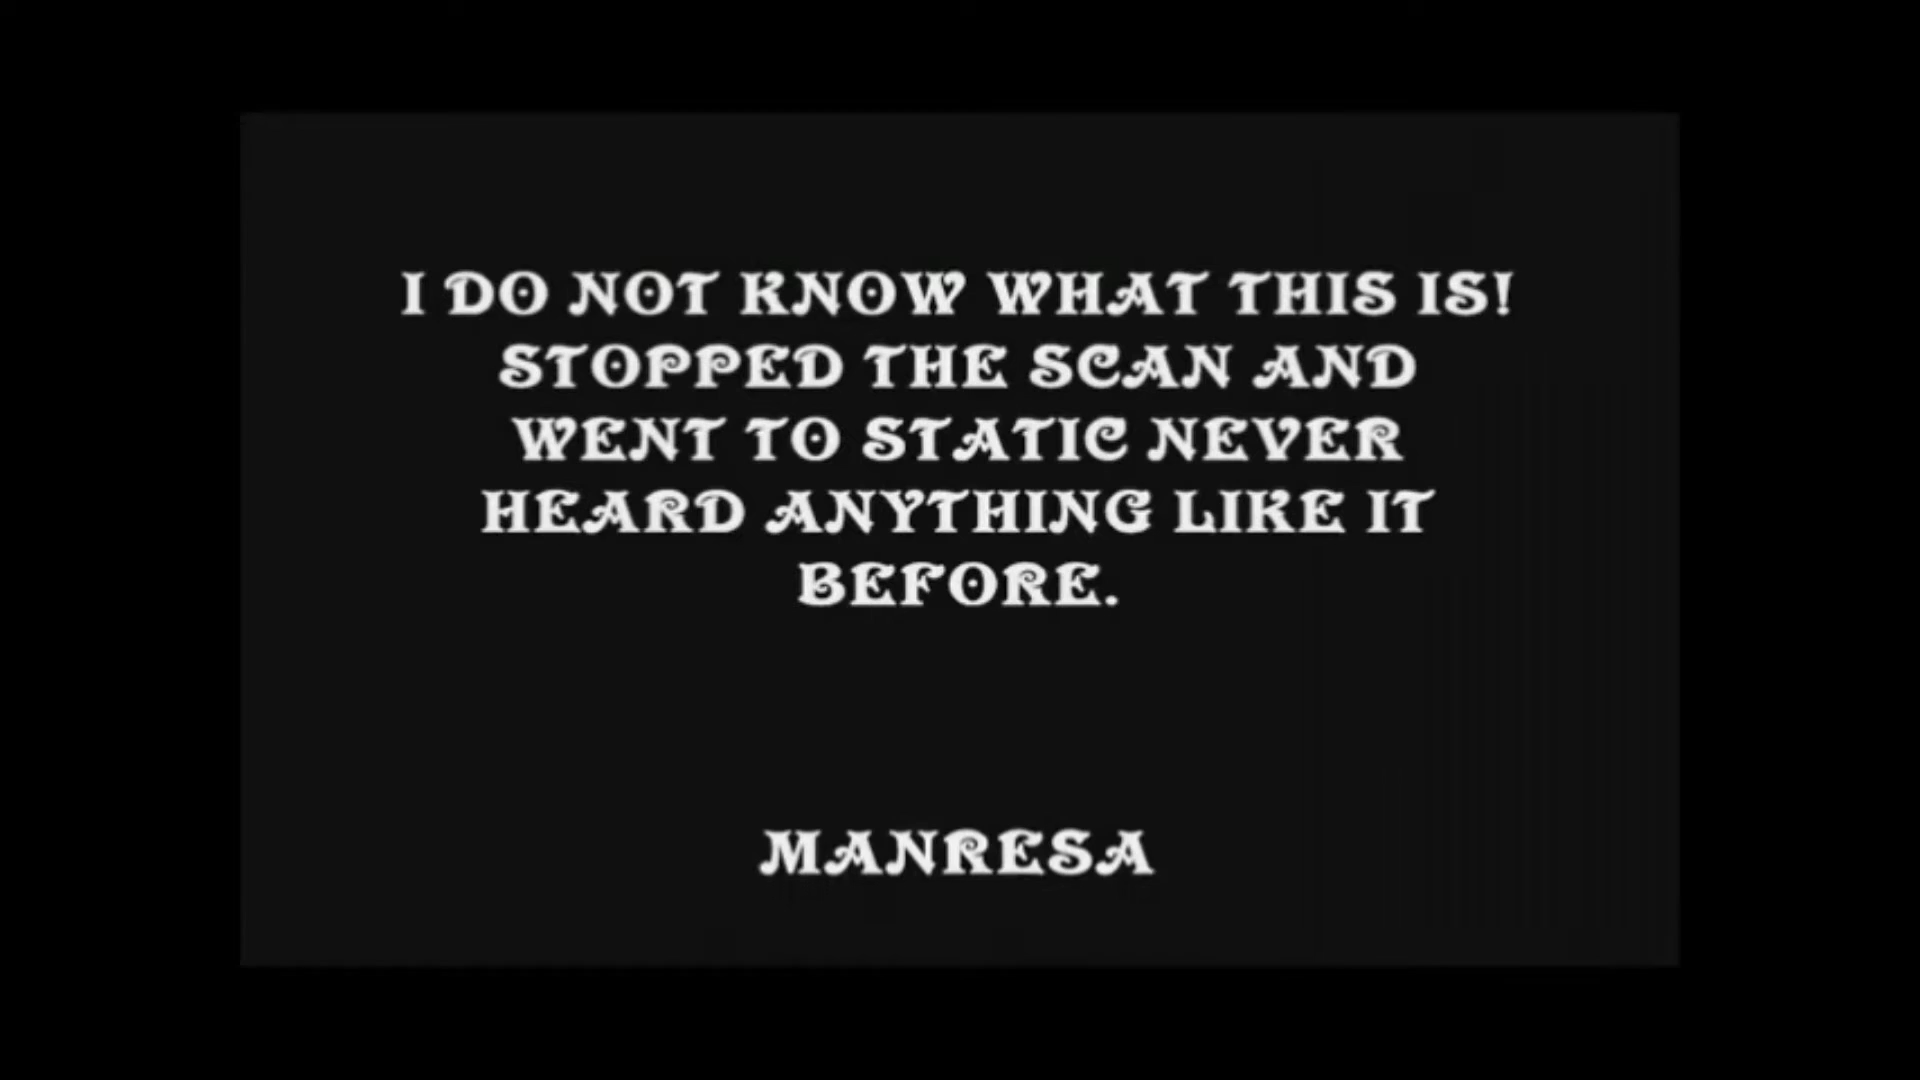 I DO NOT KNOW WHAT THIS IS!
STOPPED THE SCAN AND
WENT TO STATIC NEVER
HEARD ANYTHING LIKE IT
BEFORE.
MANRESA